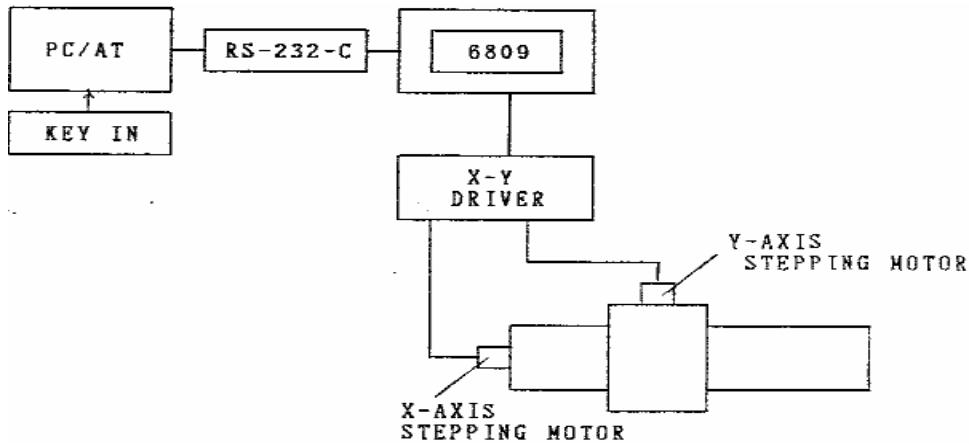 PC/AT
RS-232-C
6809
KEY IN
X-Y
DRIVER
Y-AXIS
STEPPING MOTOR
X-AXIS
STEPPING MOTOR